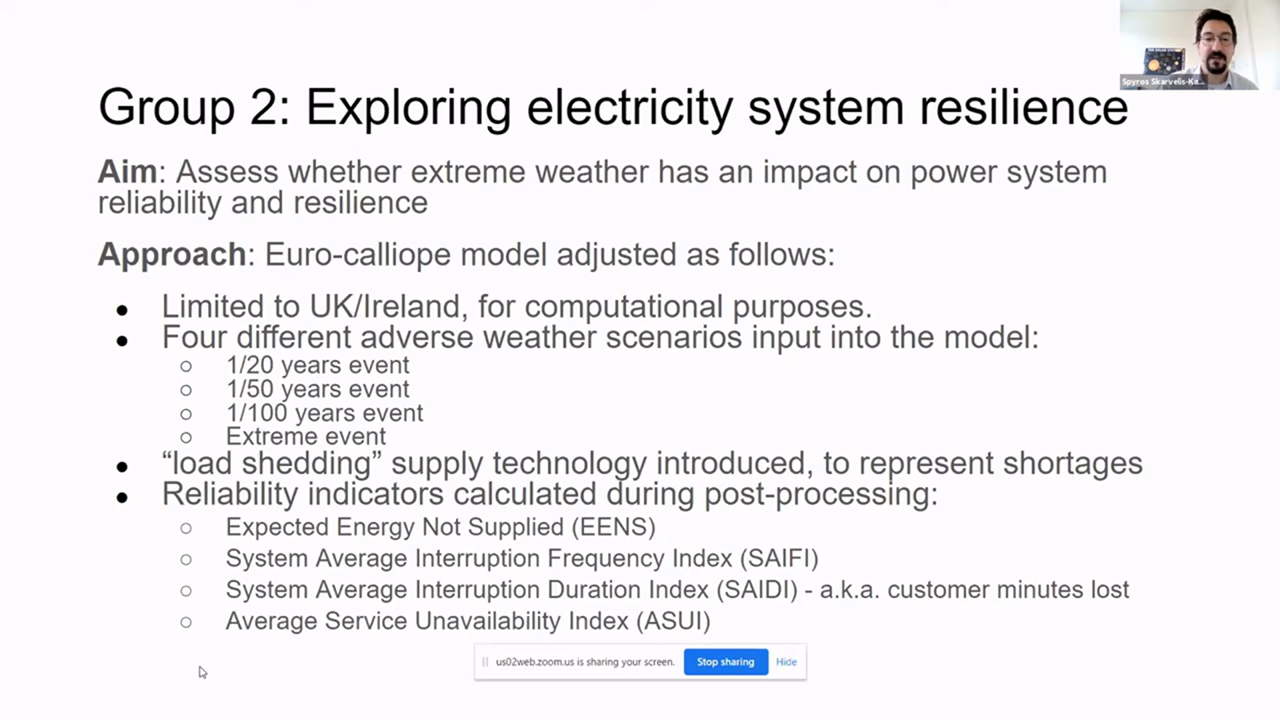 Spyros Skarvelis-Ka...
Group 2: Exploring electricity system resilience
Aim: Assess whether extreme weather has an impact on power system
reliability and resilience
Approach: Euro-calliope model adjusted as follows:
● Limited to UK/Ireland, for computational purposes.
● Four different adverse weather scenarios input into the model:
○ 1/20 years event
○ 1/50 years event
○ 1/100 years event
○ Extreme event
● “load shedding” supply technology introduced, to represent shortages
● Reliability indicators calculated during post-processing:
○ Expected Energy Not Supplied (EENS)
○ System Average Interruption Frequency Index (SAIFI)
○ System Average Interruption Duration Index (SAIDI) - a.k.a. customer minutes lost
○ Average Service Unavailability Index (ASUI)
us02web.zoom.us is sharing your screen. Stop sharing Hide